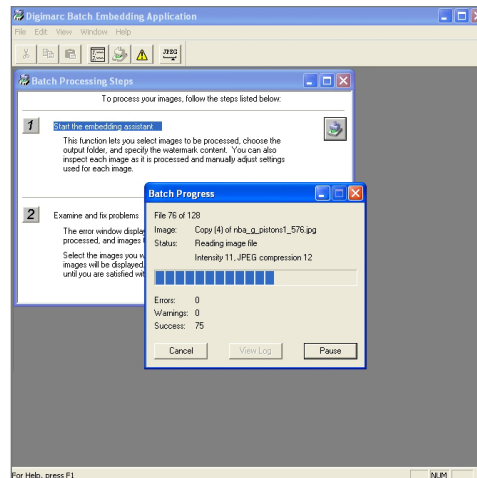 Digimarc Batch Embedding Application
File Edit View Window Help
JPEG
Batch Processing Steps
To process your images, follow the steps listed below:
1 Start the embedding assistant
This function lets you select images to be processed, choose the
output folder, and specify the watermark content. You can also
inspect each image as it is processed and manually adjust settings
used for each image.
2 Examine and fix problems
The error window display
processed, and images
Select the images you w
images will be displayed,
until you are satisfied wit
Batch Progress
File 76 of 128
Image: Copy (4) of nba_g_pistons1_576.jpg
Status: Reading image file
Intensity 11, JPEG compression 12
Errors: 0
Warnings: 0
Success: 75
Cancel View Log Pause
For Help, press F1 NUM